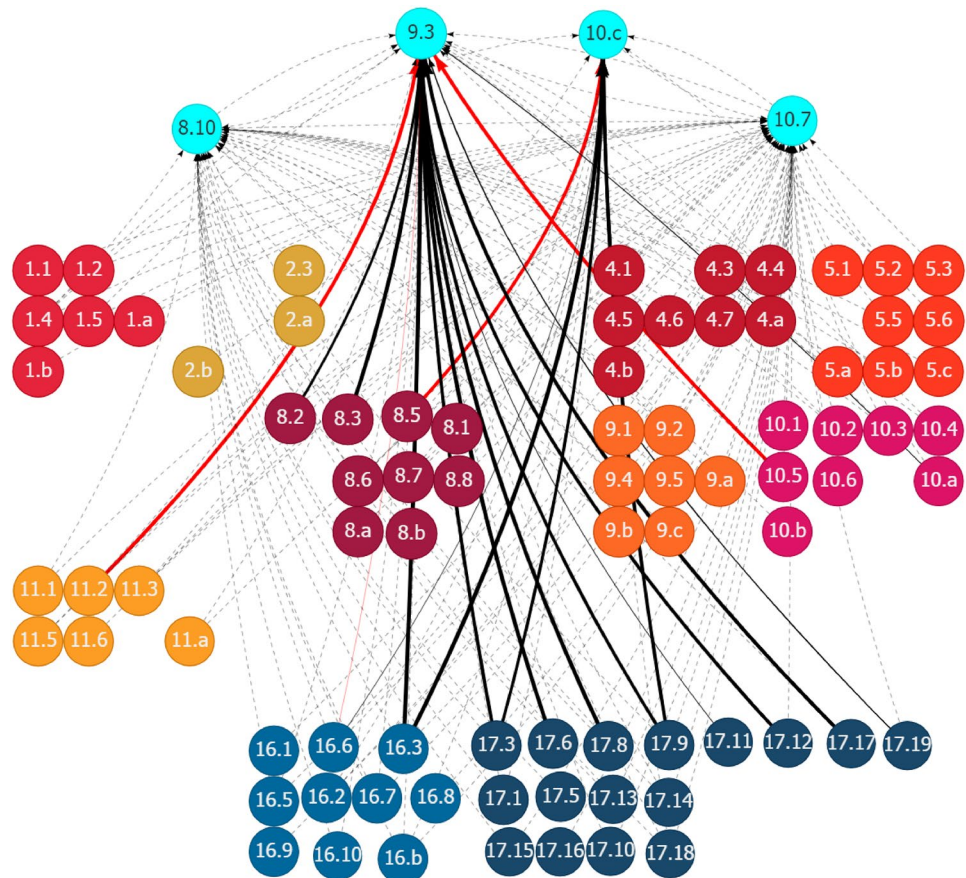 9.3 10.c
8.10 10.7
1.1 1.2 2.3 4.1 4.3 4.4 5.1 5.2 5.3
1.4 1.5 1.a 2.a 4.5 4.6 4.7 4.a 5.5 5.6
1.b 2.b 4.b 5.a 5.b 5.c
8.2 8.3 8.5 8.1 9.1 9.2 10.1 10.2 10.3 10.4
8.6 8.7 8.8 9.4 9.5 9.a 10.5 10.6 10.a
8.a 8.b 9.b 9.c 10.b
11.1 11.2 11.3
11.5 11.6 11.a
16.1 16.6 16.3 17.3 17.6 17.8 17.9 17.11 17.12 17.17 17.19
16.5 16.2 16.7 16.8 17.1 17.5 17.13 17.14
16.9 16.10 16.b 17.15 17.16 17.10 17.18